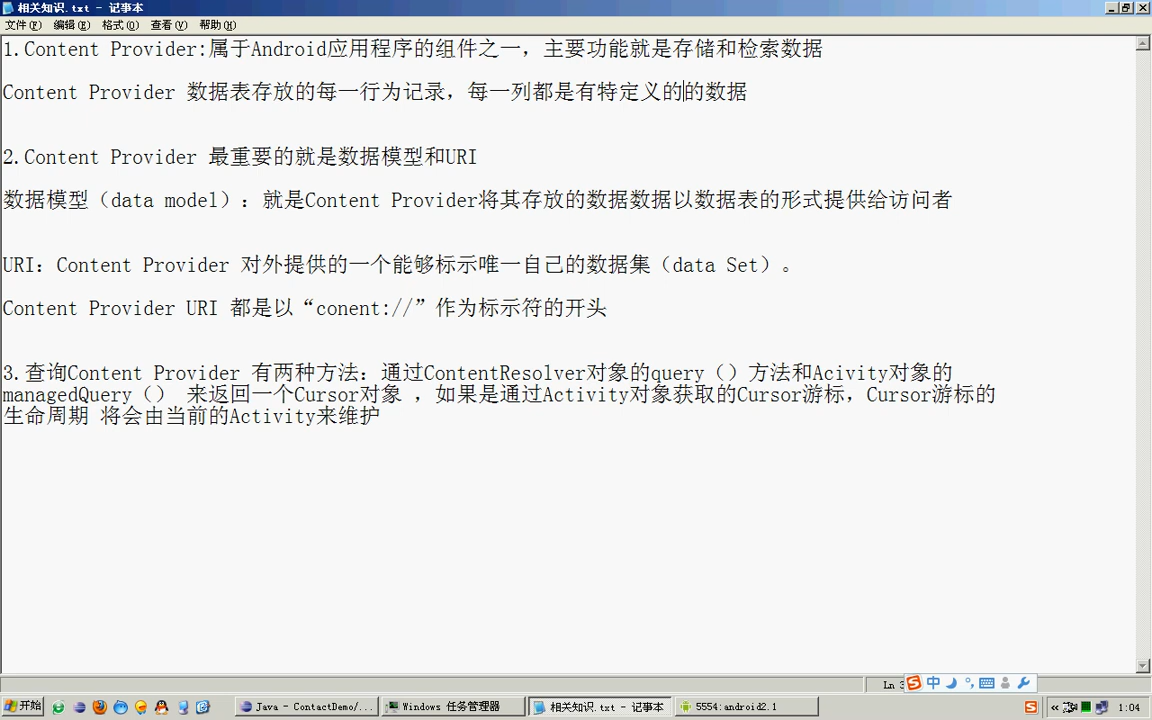 相关知识.txt - 记事本
文件(F) 编辑(E) 格式(O) 查看(V) 帮助(H)
1.Content Provider:属于Android应用程序的组件之一，主要功能就是存储和检索数据
Content Provider 数据表存放的每一行为记录，每一列都是有特定义的的数据
2.Content Provider 最重要的就是数据模型和URI
数据模型（data model）：就是Content Provider将其存放的数据数据以数据表的形式提供给访问者
URI：Content Provider 对外提供的一个能够标示唯一自己的数据集（data Set）。
Content Provider URI 都是以“conent://”作为标示符的开头
3.查询Content Provider 有两种方法：通过ContentResolver对象的query（）方法和Acivity对象的
managedQuery（） 来返回一个Cursor对象 ，如果是通过Activity对象获取的Cursor游标，Cursor游标的
生命周期 将会由当前的Activity来维护
Ln 3
中
开始
Java - ContactDemo/...
Windows 任务管理器
相关知识.txt - 记事本
5554:android2.1
1:04